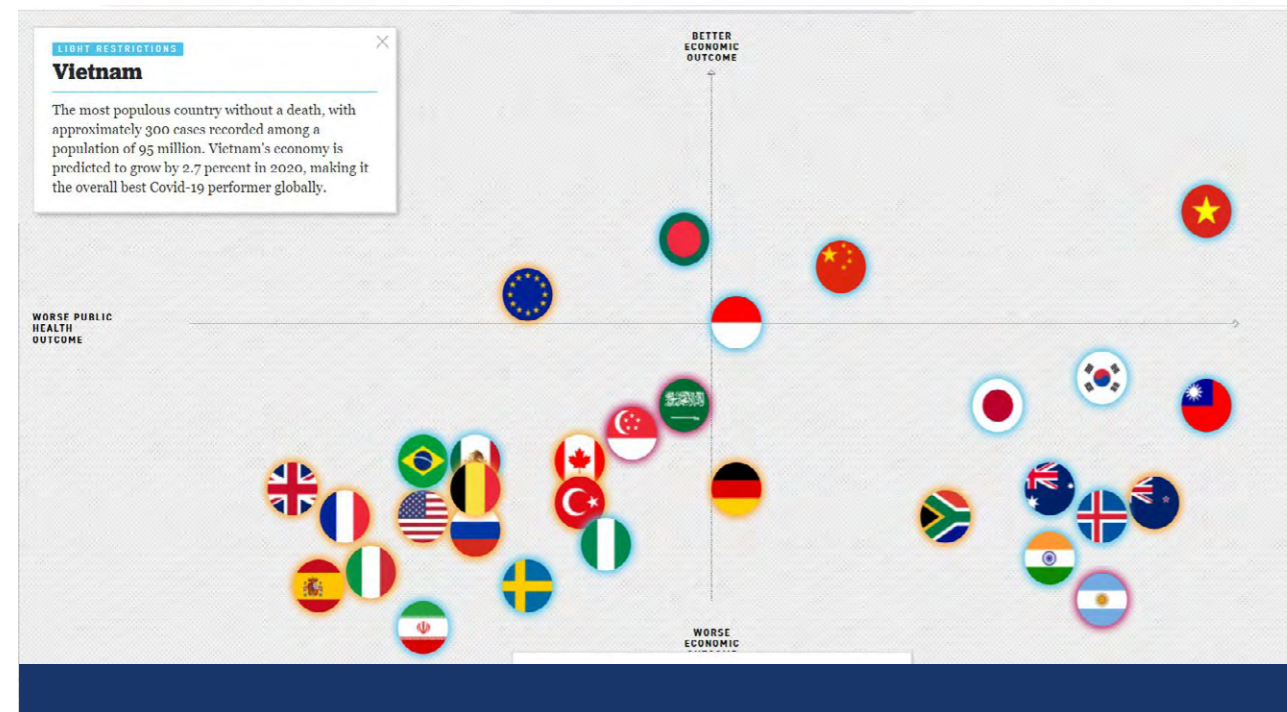 LIGHT RESTRICTIONS
Vietnam
The most populous country without a death, with
approximately 300 cases recorded among a
population of 95 million. Vietnam's economy is
predicted to grow by 2.7 percent in 2020, making it
the overall best Covid-19 performer globally.
BETTER
ECONOMIC
OUTCOME
WORSE PUBLIC
HEALTH
OUTCOME
WORSE
ECONOMIC